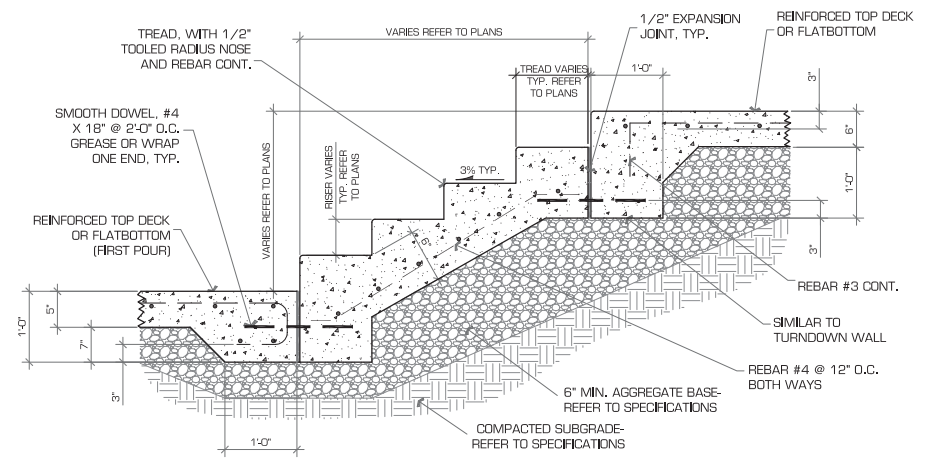 TREAD, WITH 1/2"
TOOLED RADIUS NOSE
AND REBAR CONT.
VARIES REFER TO PLANS
1/2" EXPANSION
JOINT, TYP.
REINFORCED TOP DECK
OR FLATBOTTOM
TREAD VARIES
TYP. REFER
TO PLANS
1'-0"
3"
SMOOTH DOWEL, #4
X 18" @ 2'-0" O.C.
GREASE OR WRAP
ONE END, TYP.
VARIES REFER TO PLANS
RISER VARIES
TYP. REFER
TO PLANS
3% TYP.
6"
1'-0"
REINFORCED TOP DECK
OR FLATBOTTOM
(FIRST POUR)
6"
3"
REBAR #3 CONT.
1'-0"
5"
7"
3"
SIMILAR TO
TURNDOWN WALL
REBAR #4 @ 12" O.C.
BOTH WAYS
6" MIN. AGGREGATE BASE-
REFER TO SPECIFICATIONS
COMPACTED SUBGRADE-
REFER TO SPECIFICATIONS
1'-0"